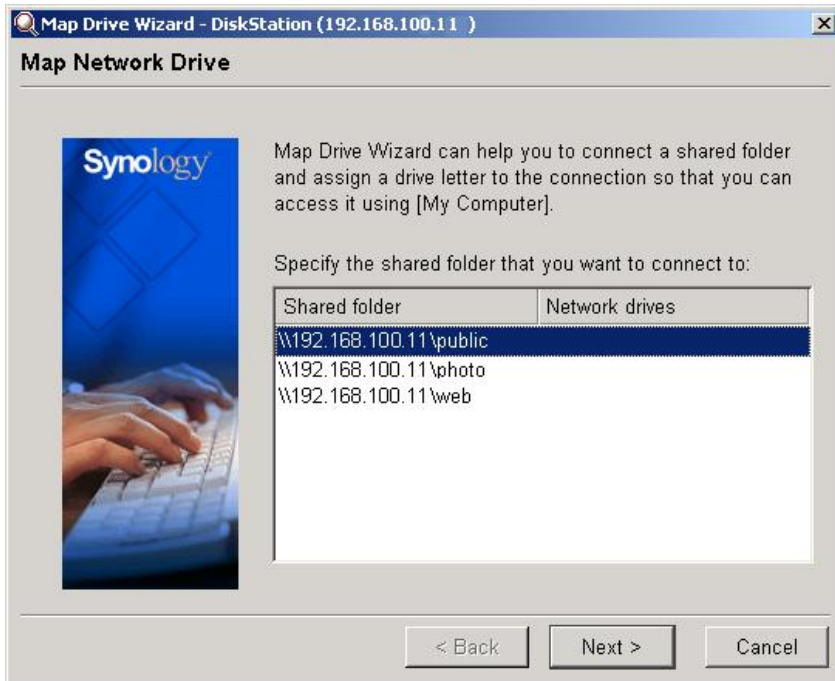 Map Drive Wizard - DiskStation (192.168.100.11 )
Map Network Drive
Synology
Map Drive Wizard can help you to connect a shared folder
and assign a drive letter to the connection so that you can
access it using [My Computer].
Specify the shared folder that you want to connect to:
Shared folder Network drives
\\192.168.100.11\public
\\192.168.100.11\photo
\\192.168.100.11\web
< Back Next > Cancel